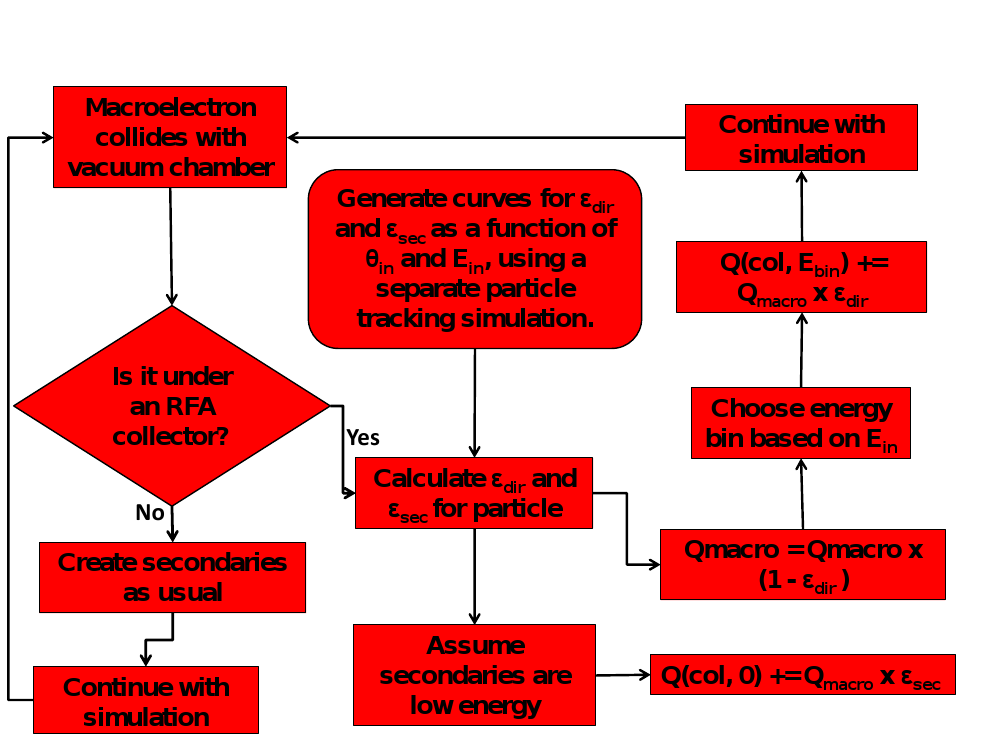 Macroelectron
collides with
vacuum chamber
Is it under
an RFA
collector?
Yes
No
Create secondaries
as usual
Continue with
simulation
Generate curves for εdir
and εsec as a function of
θin and Ein, using a
separate particle
tracking simulation.
Calculate εdir and
εsec for particle
Assume
secondaries are
low energy
Q(col, 0) += Qmacro x εsec
Qmacro = Qmacro x
(1 - εdir )
Choose energy
bin based on Ein
Q(col, Ebin) +=
Qmacro x εdir
Continue with
simulation